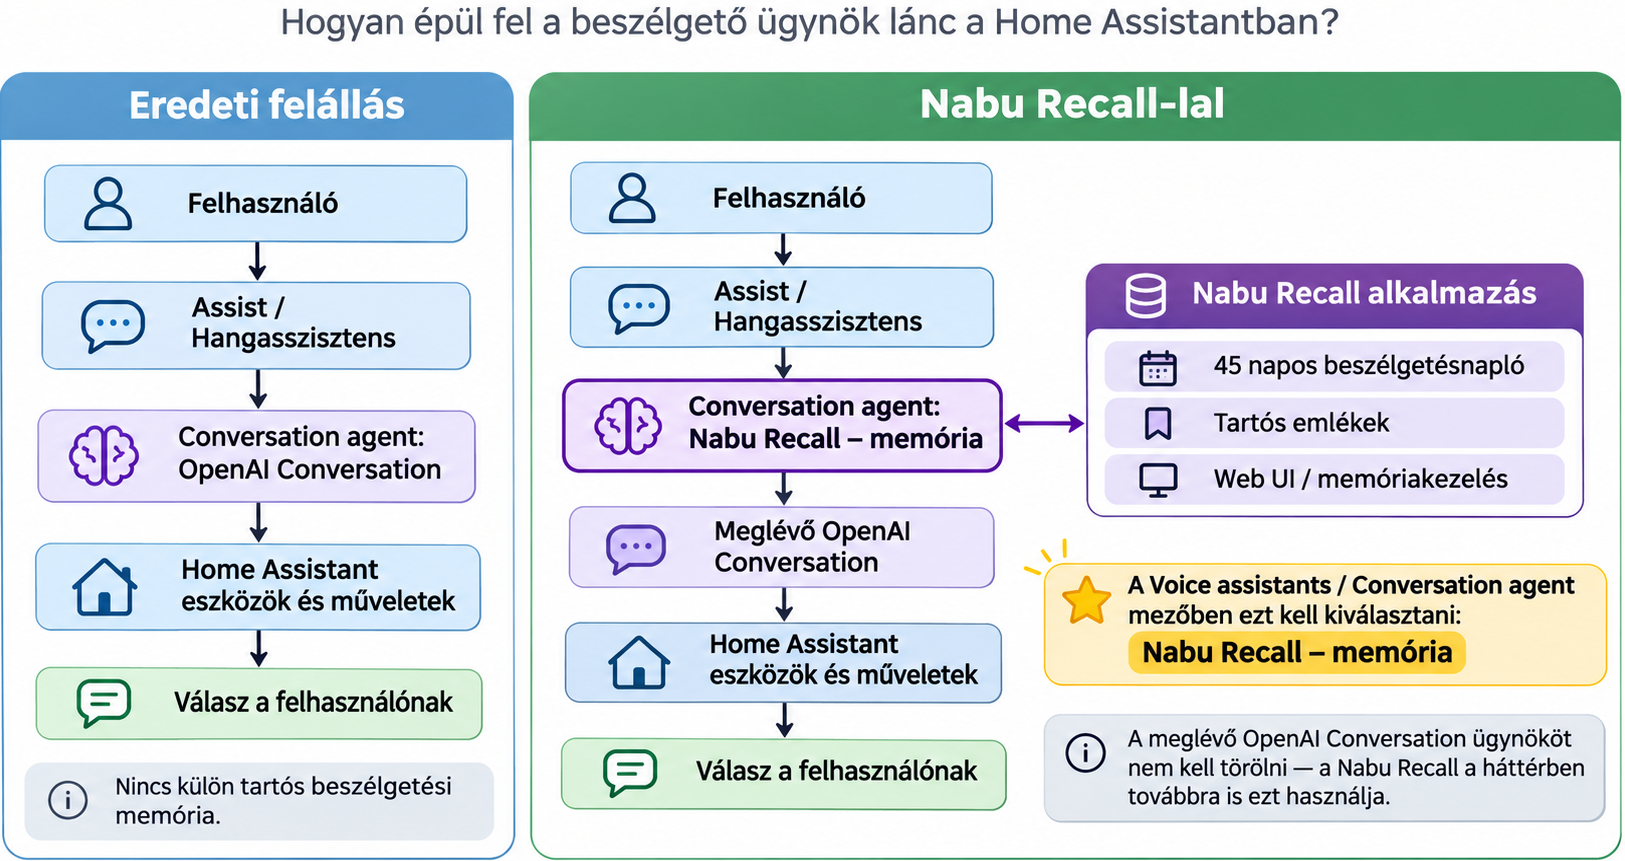 Hogyan épül fel a beszélgető ügynök lánc a Home Assistantban?
Eredeti felállás
Felhasználó
Assist /
Hangasszisztens
Conversation agent:
OpenAI Conversation
Home Assistant
eszközök és műveletek
Válasz a felhasználónak
Nincs külön tartós beszélgetési
memória.
Nabu Recall-lal
Felhasználó
Assist /
Hangasszisztens
Conversation agent:
Nabu Recall – memória
Meglévő OpenAI
Conversation
Home Assistant
eszközök és műveletek
Válasz a felhasználónak
Nabu Recall alkalmazás
45 napos beszélgetésnapló
Tartós emlékek
Web UI / memóriakezelés
A Voice assistants / Conversation agent
mezőben ezt kell kiválasztani:
Nabu Recall – memória
A meglévő OpenAI Conversation ügynököt
nem kell törölni — a Nabu Recall a háttérben
továbbra is ezt használja.